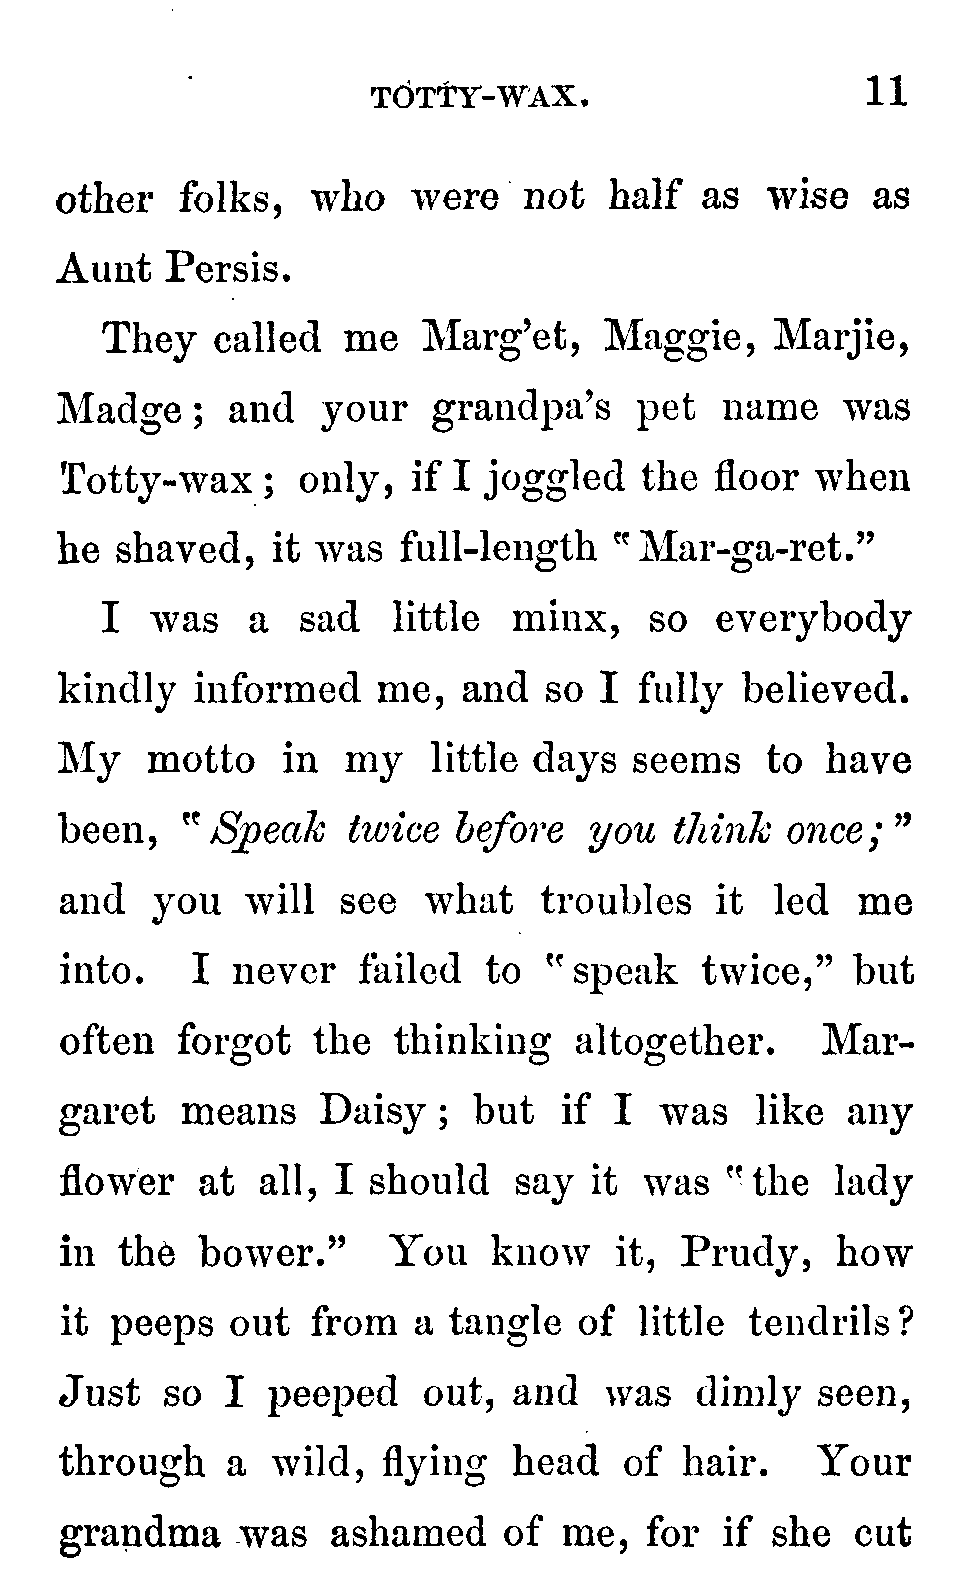 TOTTY-WAX. 11
other folks, who were not half as wise as
Aunt Persis.
They called me Marg'et, Maggie, Marjie,
Madge; and your grandpa's pet name was
Totty-wax; only, if I joggled the floor when
he shaved, it was full-length "Mar-ga-ret."
I was a sad little minx, so everybody
kindly informed me, and so I fully believed.
My motto in my little days seems to have
been, "Speak twice before you think once;"
and you will see what troubles it led me
into. I never failed to "speak twice," but
often forgot the thinking altogether. Mar-
garet means Daisy; but if I was like any
flower at all, I should say it was "the lady
in the bower." You know it, Prudy, how
it peeps out from a tangle of little tendrils?
Just so I peeped out, and was dimly seen,
through a wild, flying head of hair. Your
grandma was ashamed of me, for if she cut